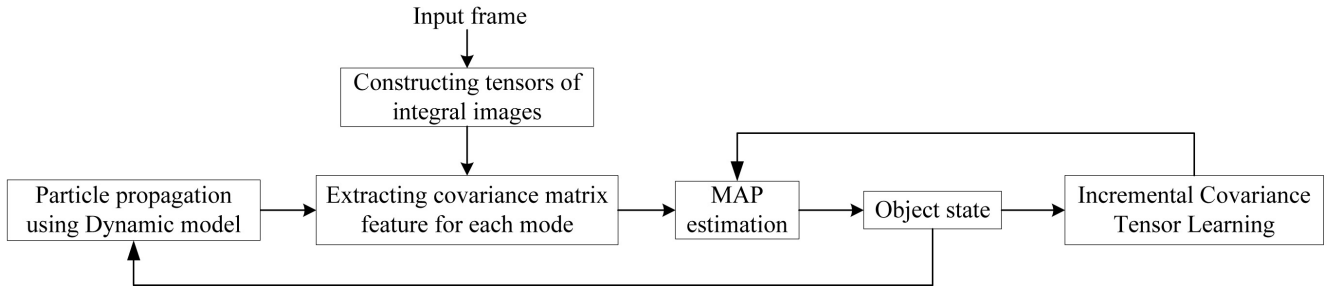 Input frame
Constructing tensors of
integral images
Particle propagation
using Dynamic model
Extracting covariance matrix
feature for each mode
MAP
estimation
Object state
Incremental Covariance
Tensor Learning